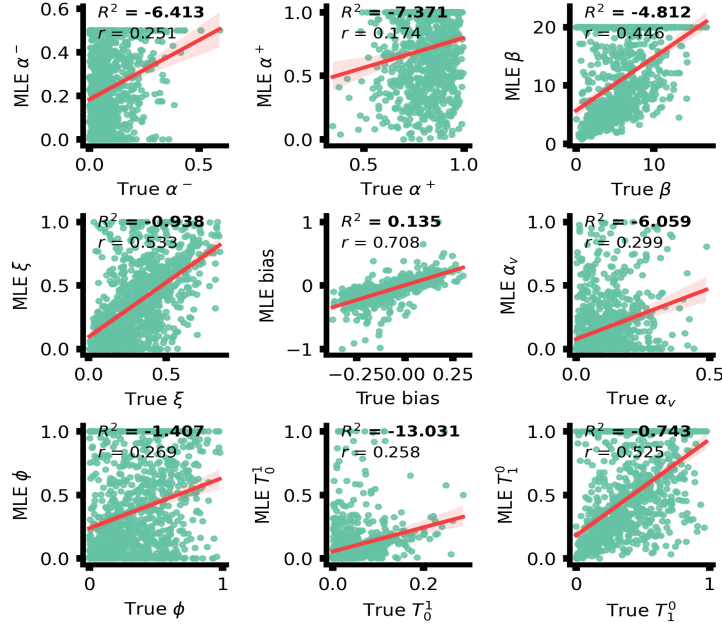 R² = -6.413
r = 0.251
MLE α⁻
0.6
0.4
0.2
0.0
0.0 0.5
True α⁻
R² = -7.371
r = 0.174
MLE α⁺
1.0
0.5
0.0
0.5 1.0
True α⁺
R² = -4.812
r = 0.446
MLE β
20
10
0
0 10
True β
R² = -0.938
r = 0.533
MLE ξ
1.0
0.5
0.0
0.0 0.5
True ξ
R² = 0.135
r = 0.708
MLE bias
1
0
−1
−0.25 0.00 0.25
True bias
R² = -6.059
r = 0.299
MLE αᵥ
1.0
0.5
0.0
0.0 0.5
True αᵥ
R² = -1.407
r = 0.269
MLE ϕ
1.0
0.5
0.0
0 1
True ϕ
R² = -13.031
r = 0.258
MLE T₀¹
1.0
0.5
0.0
0.0 0.2
True T₀¹
R² = -0.743
r = 0.525
MLE T₁⁰
1.0
0.5
0.0
0 1
True T₁⁰